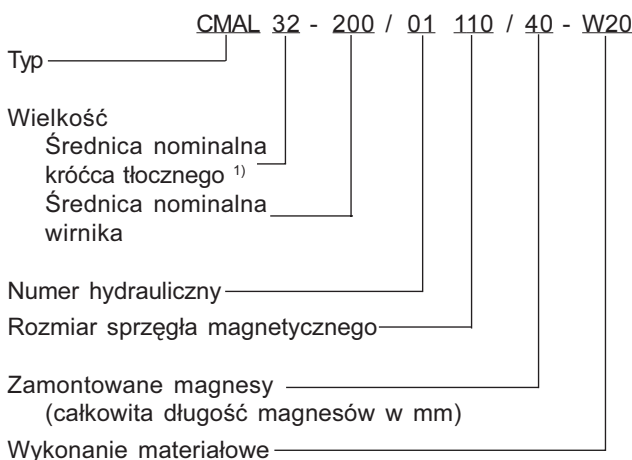 CMAL 32 - 200 / 01 110 / 40 - W20
Typ
Wielkość
Średnica nominalna
króćca tłocznego 1)
Średnica nominalna
wirnika
Numer hydrauliczny
Rozmiar sprzęgła magnetycznego
Zamontowane magnesy
(całkowita długość magnesów w mm)
Wykonanie materiałowe